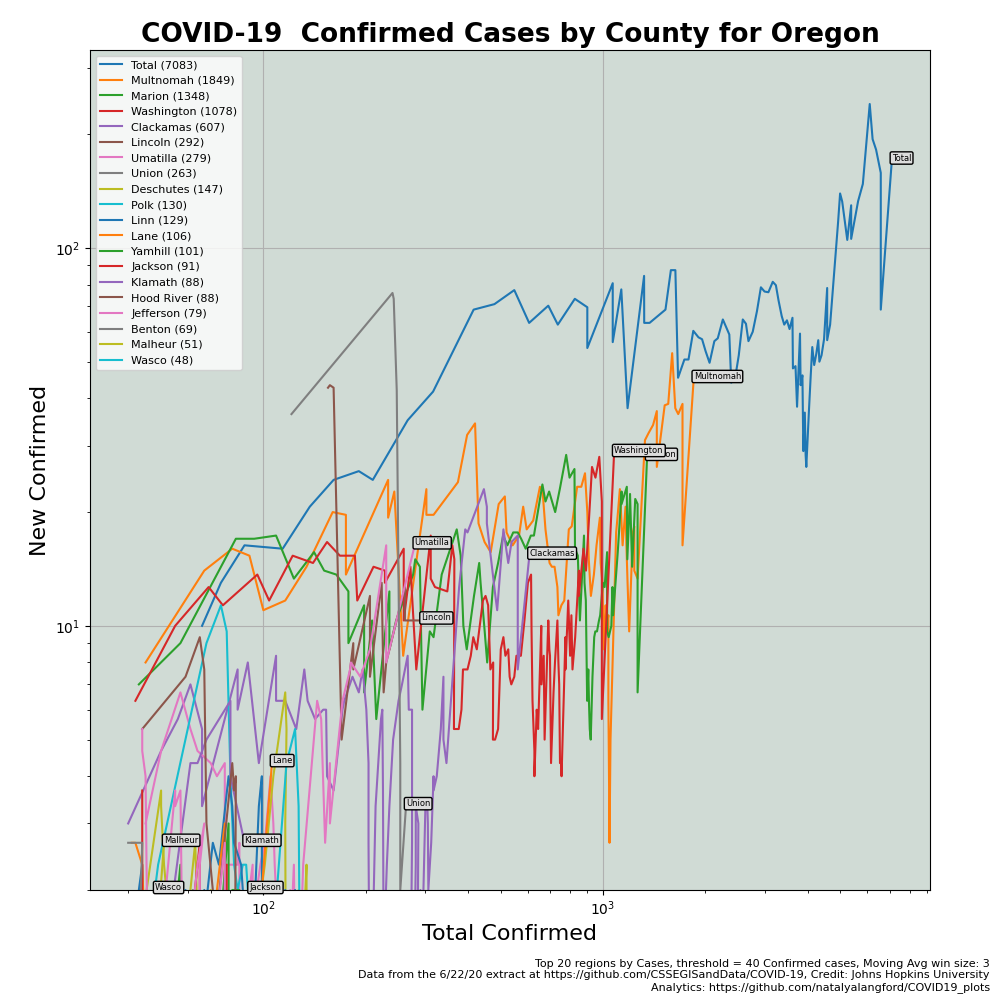 COVID-19 Confirmed Cases by County for Oregon
Total (7083)
Multnomah (1849)
Marion (1348)
Washington (1078)
Clackamas (607)
Lincoln (292)
Umatilla (279)
Union (263)
Deschutes (147)
Polk (130)
Linn (129)
Lane (106)
Yamhill (101)
Jackson (91)
Klamath (88)
Hood River (88)
Jefferson (79)
Benton (69)
Malheur (51)
Wasco (48)
Total
Multnomah
Washington
on
Umatilla
Clackamas
Lincoln
Lane
Union
Malheur
Klamath
Wasco
Jackson
10²
10¹
New Confirmed
10²
10³
Total Confirmed
Top 20 regions by Cases, threshold = 40 Confirmed cases, Moving Avg win size: 3
Data from the 6/22/20 extract at https://github.com/CSSEGISandData/COVID-19, Credit: Johns Hopkins University
Analytics: https://github.com/natalyalangford/COVID19_plots